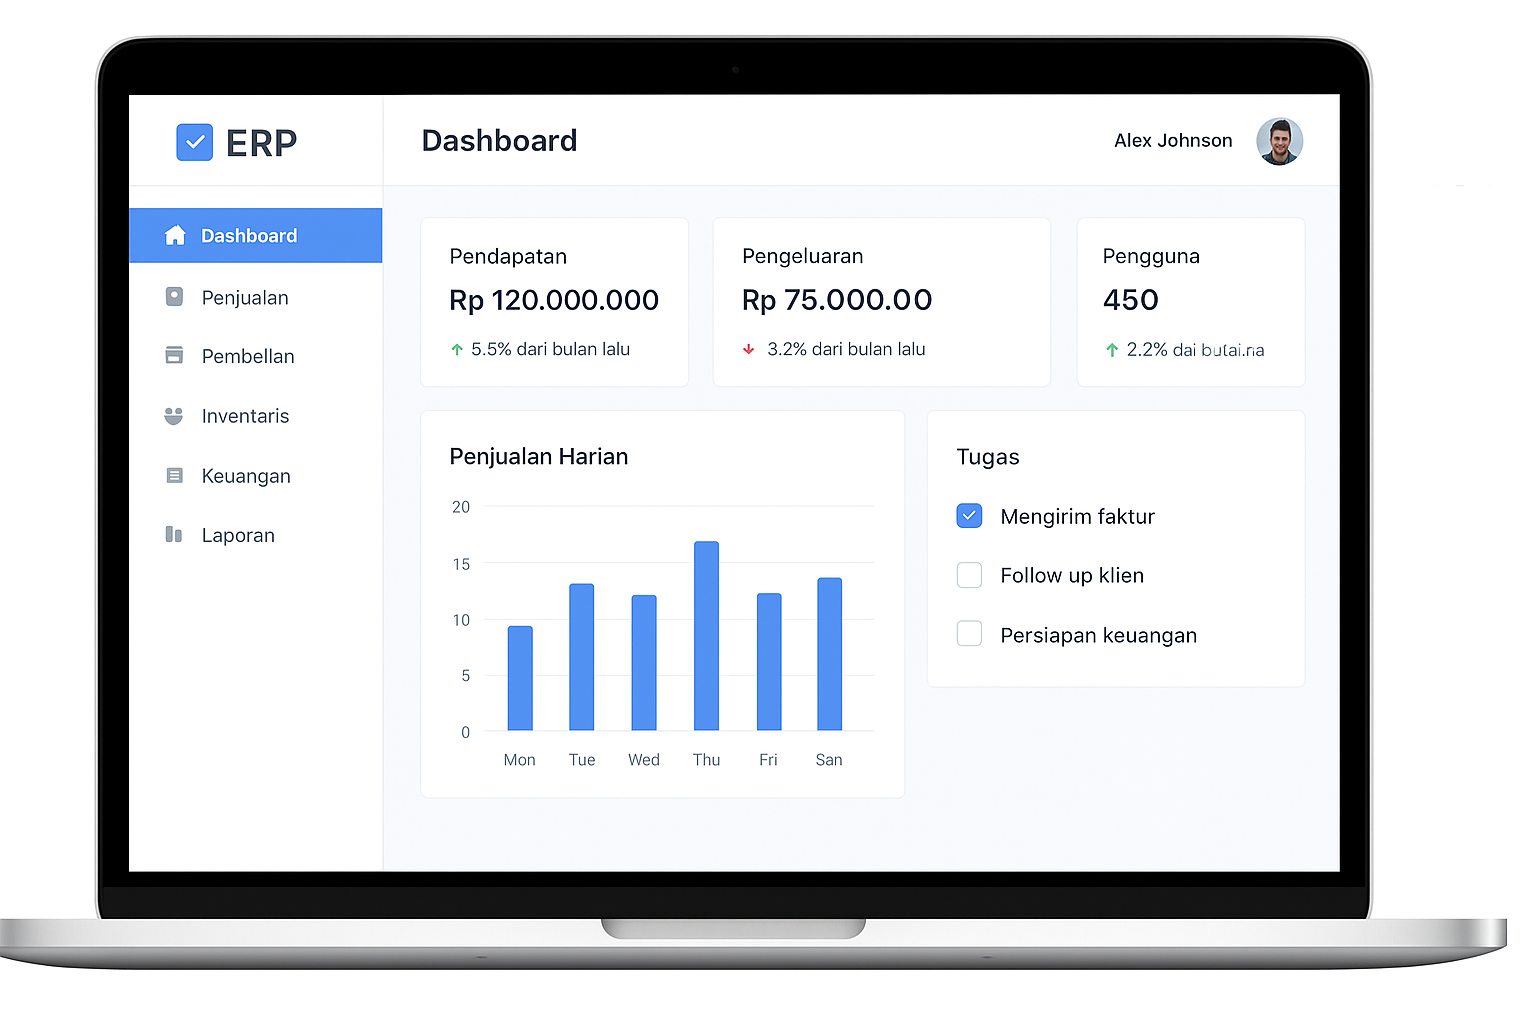 ERP
Dashboard
Alex Johnson
Dashboard
Penjualan
Pembellan
Inventaris
Keuangan
Laporan
Pendapatan
Rp 120.000.000
5.5% dari bulan lalu
Pengeluaran
Rp 75.000.00
3.2% dari bulan lalu
Pengguna
450
2.2% dai
Penjualan Harian
20
15
10
5
0
Mon Tue Wed Thu Fri San
Tugas
Mengirim faktur
Follow up klien
Persiapan keuangan